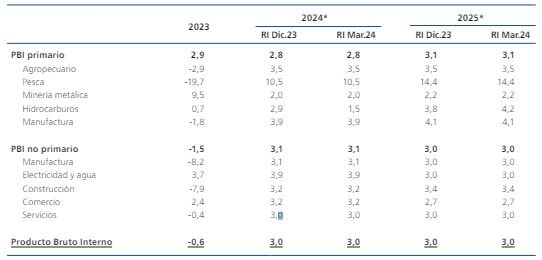 2023 2024* 2025*
RI Dic.23 RI Mar.24 RI Dic.23 RI Mar.24
PBI primario 2,9 2,8 2,8 3,1 3,1
Agropecuario -2,9 3,5 3,5 3,5 3,5
Pesca -19,7 10,5 10,5 14,4 14,4
Minería metálica 9,5 2,0 2,0 2,2 2,2
Hidrocarburos 0,7 2,9 1,5 3,8 4,2
Manufactura -1,8 3,9 3,9 4,1 4,1
PBI no primario -1,5 3,1 3,1 3,0 3,0
Manufactura -8,2 3,1 3,1 3,0 3,0
Electricidad y agua 3,7 3,9 3,9 3,0 3,0
Construcción -7,9 3,2 3,2 3,4 3,4
Comercio 2,4 3,2 3,2 2,7 2,7
Servicios -0,4 3,0 3,0 3,0 3,0
Producto Bruto Interno -0,6 3,0 3,0 3,0 3,0